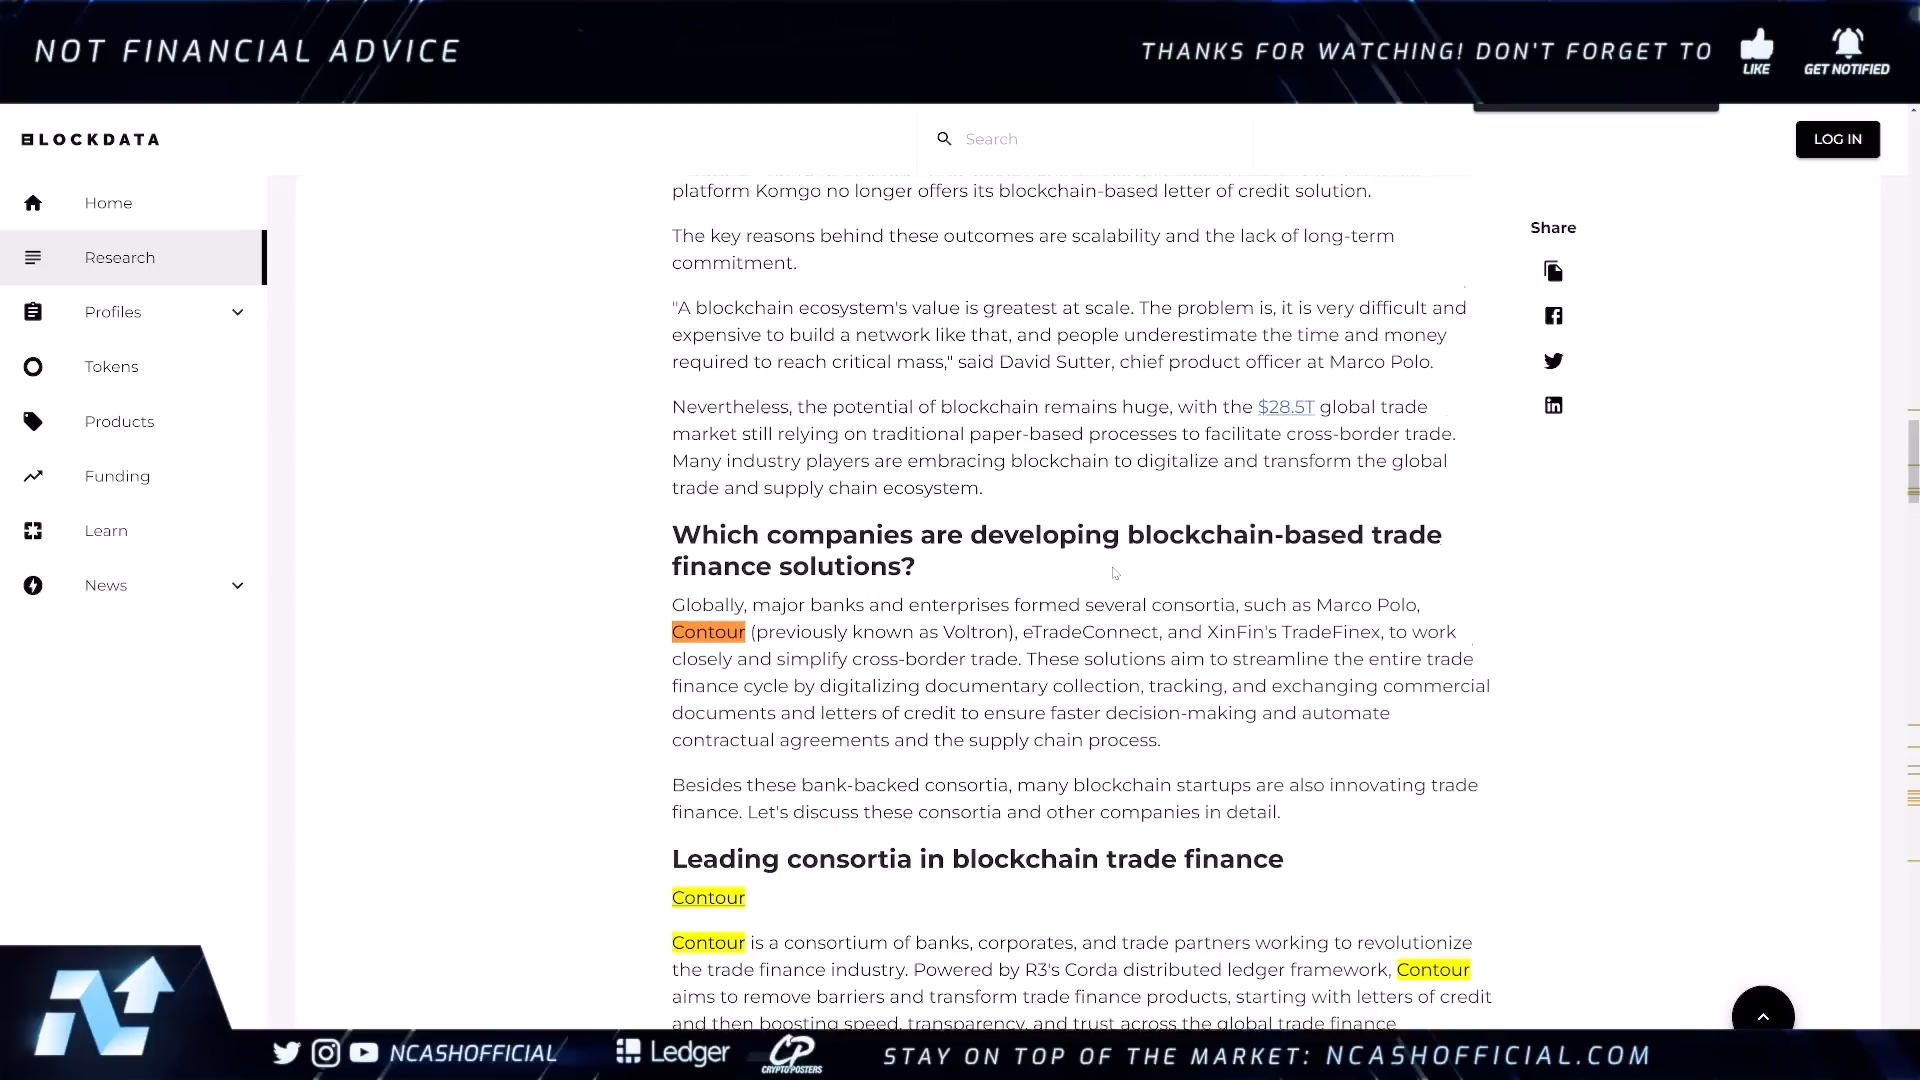 NOT FINANCIAL ADVICE
THANKS FOR WATCHING! DON'T FORGET TO
LIKE
GET NOTIFIED
BLOCKDATA
Search
LOG IN
Home
Research
Profiles
Tokens
Products
Funding
Learn
News
platform Komgo no longer offers its blockchain-based letter of credit solution.
The key reasons behind these outcomes are scalability and the lack of long-term
commitment.
"A blockchain ecosystem's value is greatest at scale. The problem is, it is very difficult and
expensive to build a network like that, and people underestimate the time and money
required to reach critical mass," said David Sutter, chief product officer at Marco Polo.
Nevertheless, the potential of blockchain remains huge, with the $28.5T global trade
market still relying on traditional paper-based processes to facilitate cross-border trade.
Many industry players are embracing blockchain to digitalize and transform the global
trade and supply chain ecosystem.
Which companies are developing blockchain-based trade
finance solutions?
Globally, major banks and enterprises formed several consortia, such as Marco Polo,
Contour (previously known as Voltron), eTradeConnect, and XinFin's TradeFinex, to work
closely and simplify cross-border trade. These solutions aim to streamline the entire trade
finance cycle by digitalizing documentary collection, tracking, and exchanging commercial
documents and letters of credit to ensure faster decision-making and automate
contractual agreements and the supply chain process.
Besides these bank-backed consortia, many blockchain startups are also innovating trade
finance. Let's discuss these consortia and other companies in detail.
Leading consortia in blockchain trade finance
Contour
Contour is a consortium of banks, corporates, and trade partners working to revolutionize
the trade finance industry. Powered by R3's Corda distributed ledger framework, Contour
aims to remove barriers and transform trade finance products, starting with letters of credit
and then boosting speed, transparency, and trust across the global trade finance
Share
NCASHOFFICIAL
Ledger
CP
CRYPTOPOSTERS
STAY ON TOP OF THE MARKET: NCASHOFFICIAL.COM